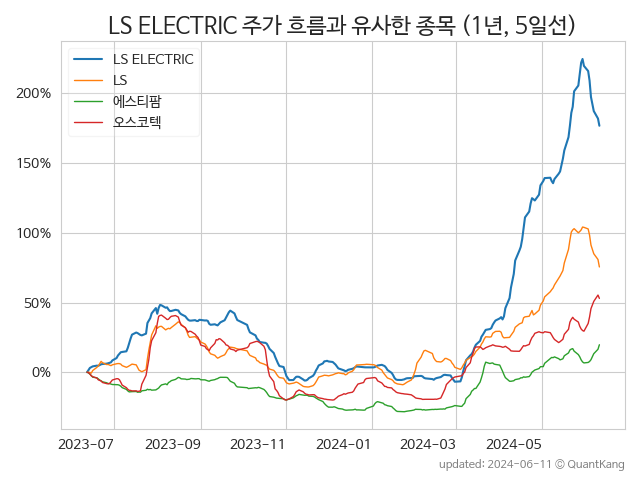 LS ELECTRIC 주가 흐름과 유사한 종목 (1년, 5일선)
LS ELECTRIC
LS
에스티팜
오스코텍
200%
150%
100%
50%
0%
2023-07 2023-09 2023-11 2024-01 2024-03 2024-05
updated: 2024-06-11 © QuantKang